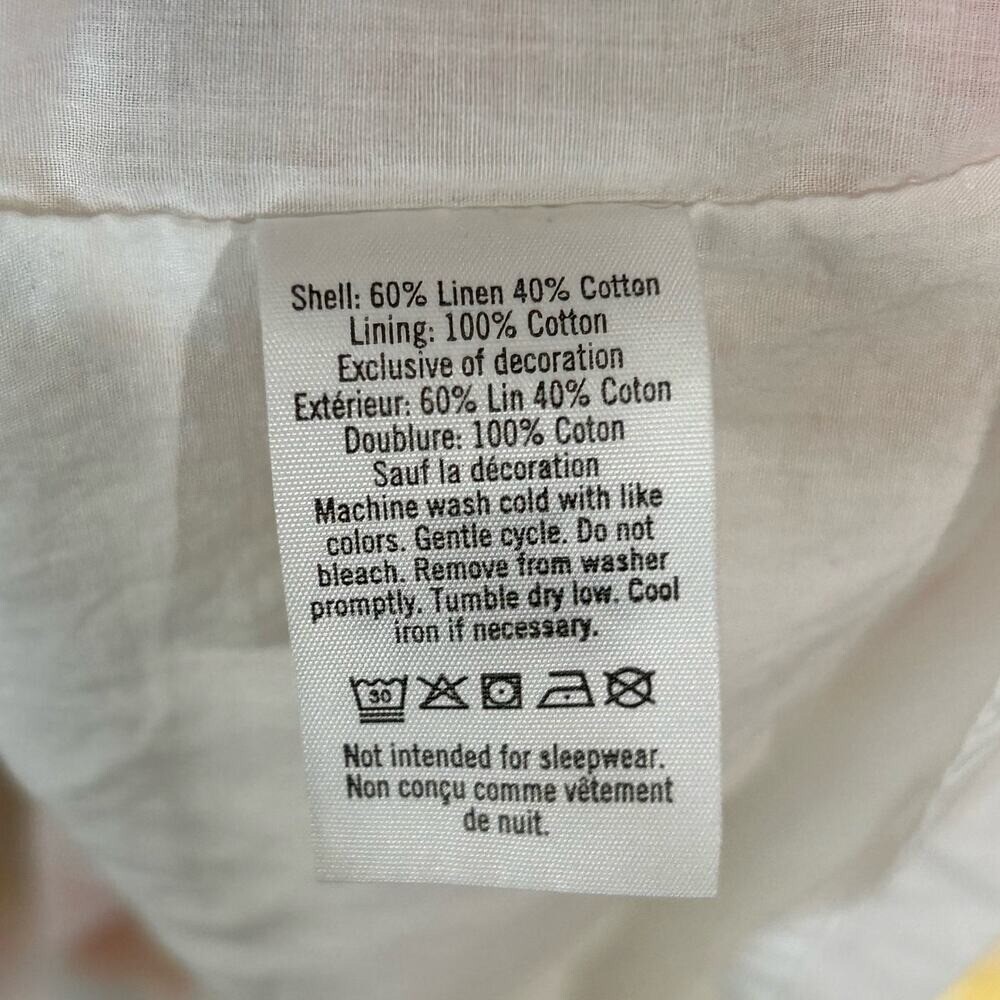 Shell: 60% Linen 40% Cotton
Lining: 100% Cotton
Exclusive of decoration
Extérieur: 60% Lin 40% Coton
Doublure: 100% Coton
Sauf la décoration
Machine wash cold with like
colors. Gentle cycle. Do not
bleach. Remove from washer
promptly. Tumble dry low. Cool
iron if necessary.
30
Not intended for sleepwear.
Non conçu comme vêtement
de nuit.